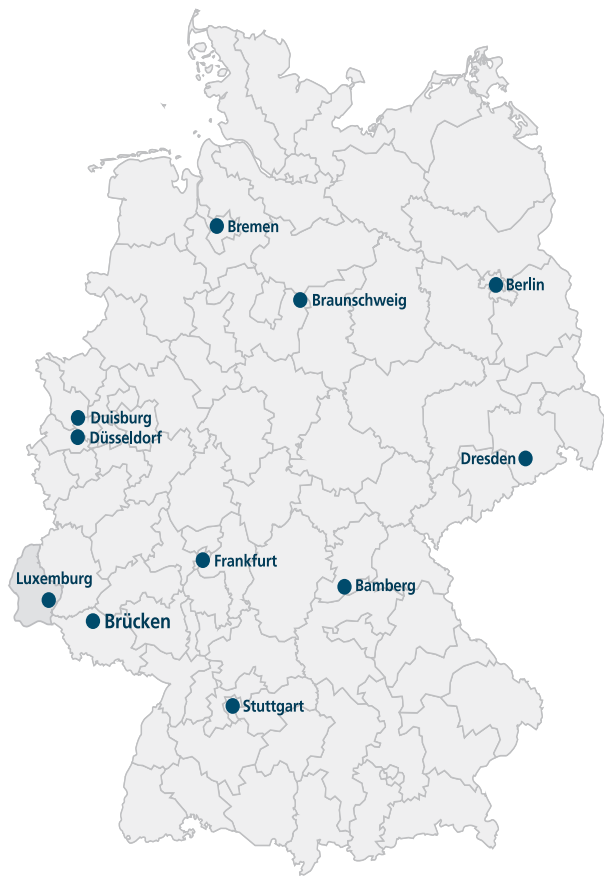 Bremen
Berlin
Braunschweig
Duisburg
Düsseldorf
Dresden
Frankfurt
Luxemburg
Bamberg
Brücken
Stuttgart